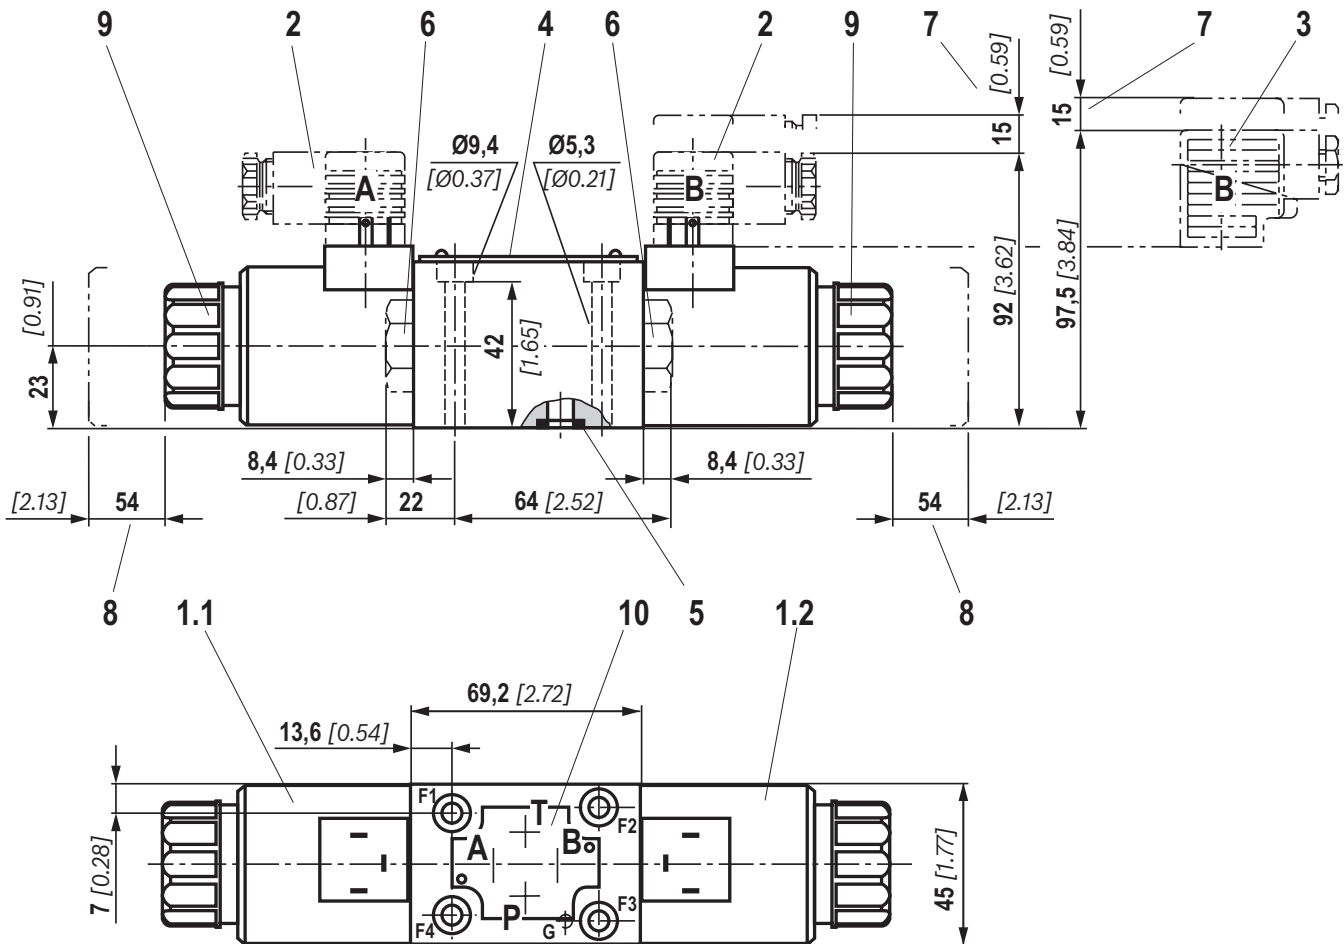 9 2 6 4 6 2 9 7 [0.59] [0.59] 7 3
15 15
Ø9,4 Ø5,3
[Ø0.37] [Ø0.21]
A B B
[0.91] 23
42 [1.65]
92 [3.62]
97,5 [3.84]
8,4 [0.33] 8,4 [0.33]
[2.13] 54 [0.87] 22 64 [2.52] 54 [2.13]
8 1.1 10 5 1.2 8
69,2 [2.72]
13,6 [0.54]
F1 T F2
A B
7 [0.28]
45 [1.77]
F4 P G F3